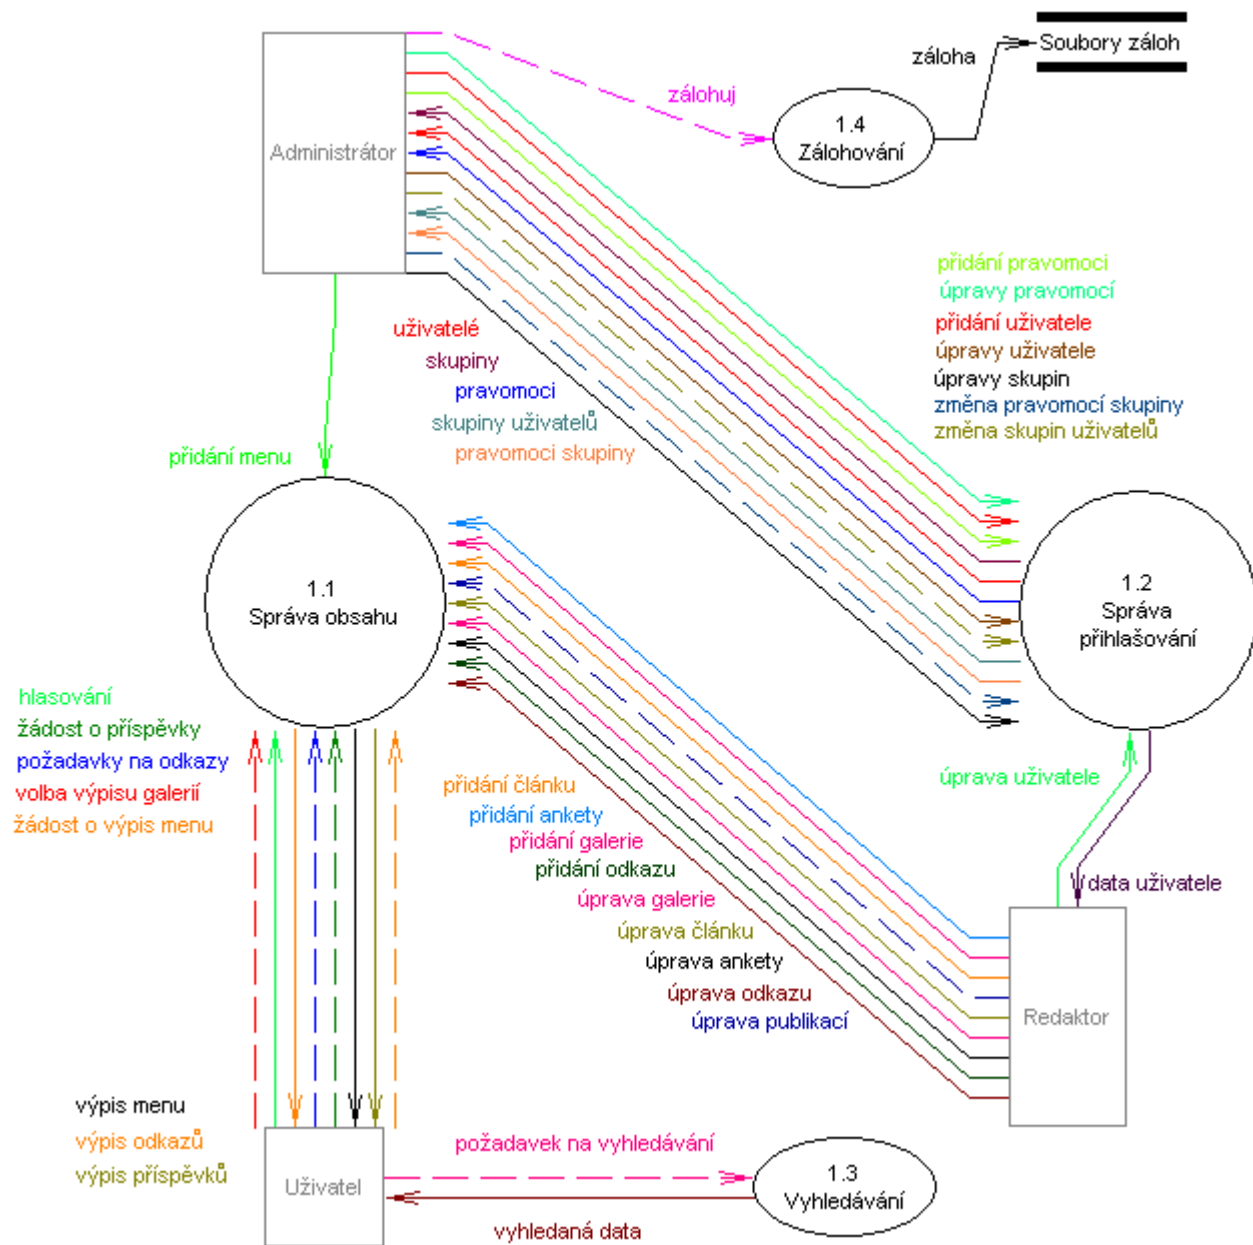 Soubory záloh
záloha
zálohuj
1.4
Zálohování
Administrátor
přidání pravomoci
úpravy pravomocí
přidání uživatele
úpravy uživatele
úpravy skupin
změna pravomocí skupiny
změna skupin uživatelů
uživatelé
skupiny
pravomoci
skupiny uživatelů
pravomoci skupiny
přidání menu
1.1
Správa obsahu
1.2
Správa
přihlašování
hlasování
žádost o příspěvky
požadavky na odkazy
volba výpisu galerií
žádost o výpis menu
přidání článku
přidání ankety
přidání galerie
přidání odkazu
úprava galerie
úprava článku
úprava ankety
úprava odkazu
úprava publikací
úprava uživatele
data uživatele
Redaktor
výpis menu
výpis odkazů
výpis příspěvků
Uživatel
požadavek na vyhledávání
1.3
Vyhledávání
vyhledaná data